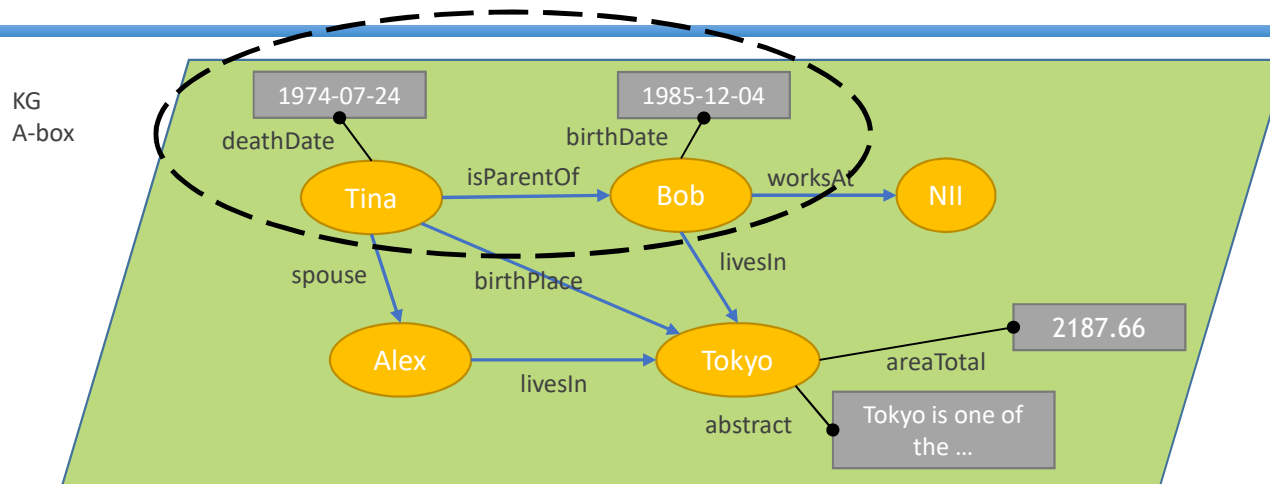 KG
A-box
1974-07-24
1985-12-04
deathDate
birthDate
isParentOf
worksAt
Tina
Bob
NII
spouse
birthPlace
livesIn
Alex
livesIn
Tokyo
areaTotal
2187.66
abstract
Tokyo is one of
the ...